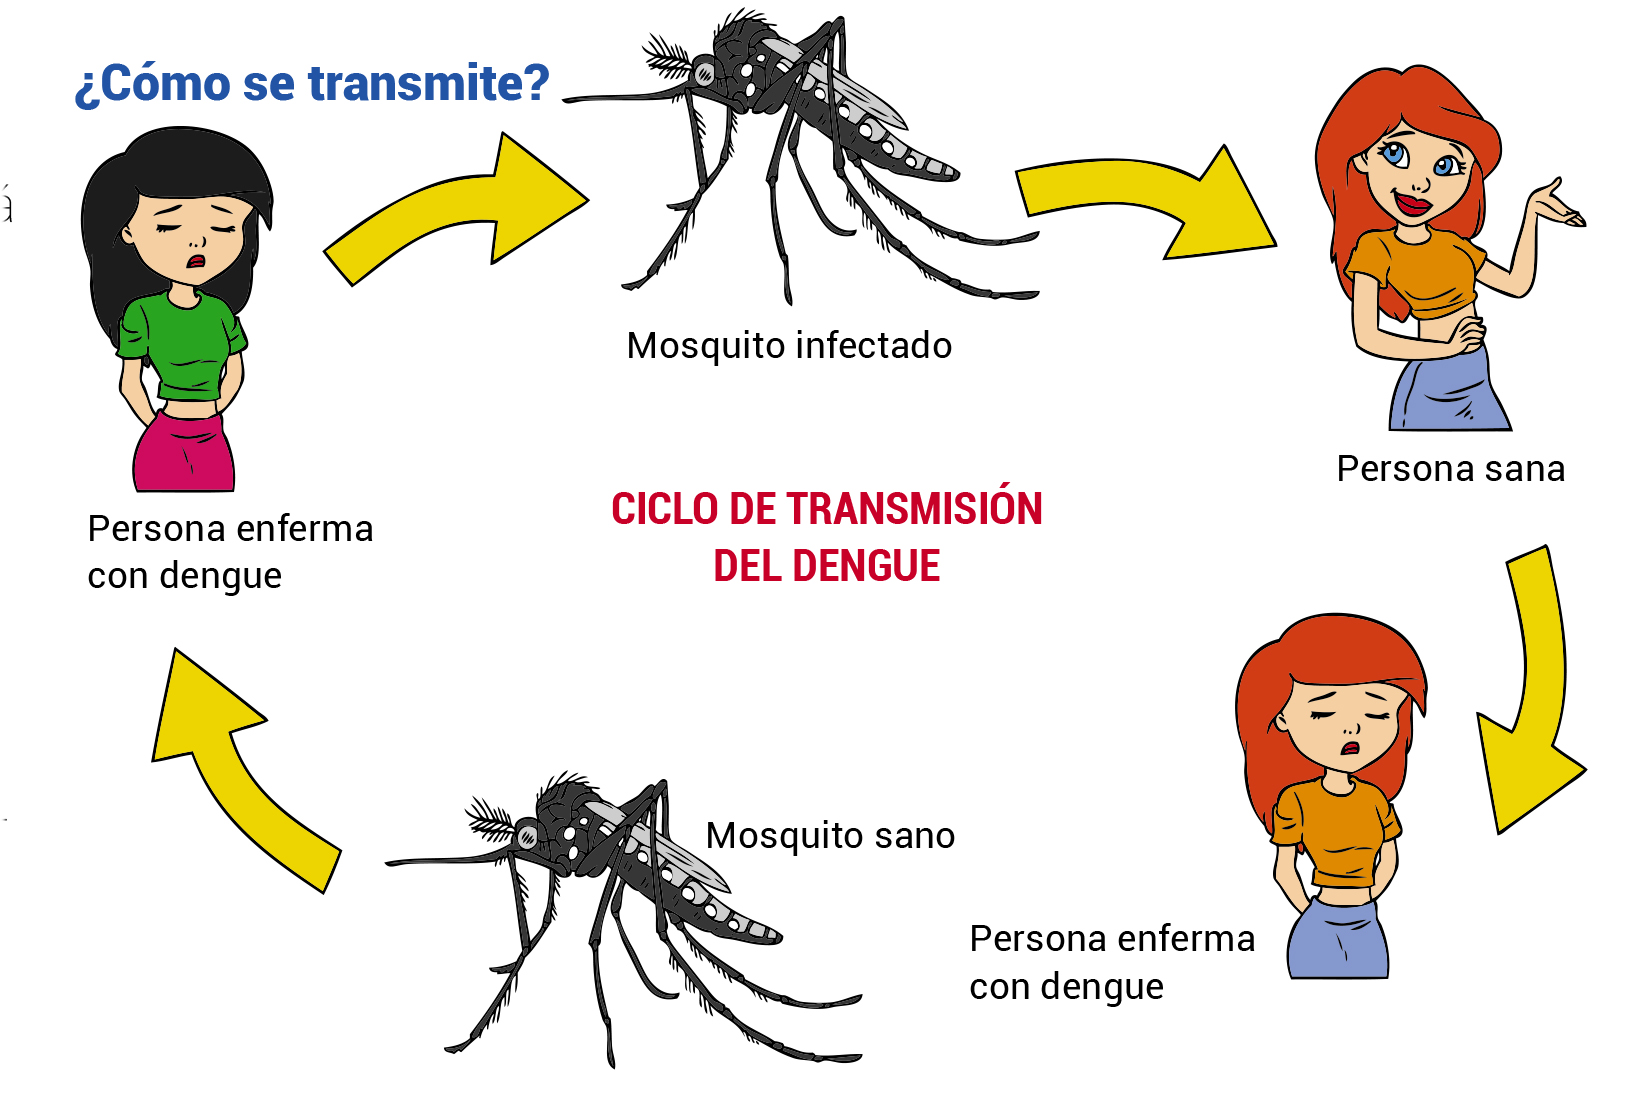 ¿Cómo se transmite?
Mosquito infectado
Persona sana
Persona enferma
con dengue
CICLO DE TRANSMISIÓN
DEL DENGUE
Mosquito sano
Persona enferma
con dengue